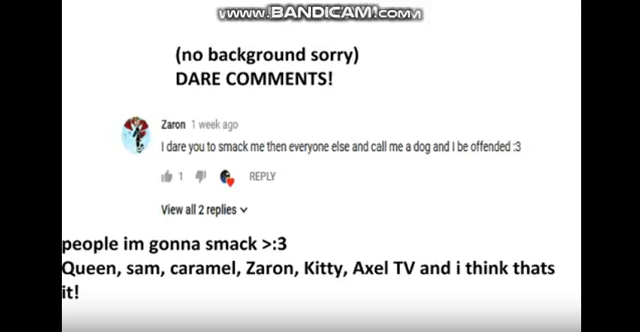 www.BANDICAM.com
(no background sorry)
DARE COMMENTS!
Zaron 1 week ago
I dare you to smack me then everyone else and call me a dog and I be offended :3
1 REPLY
View all 2 replies
people im gonna smack >:3
Queen, sam, caramel, Zaron, Kitty, Axel TV and i think thats
it!